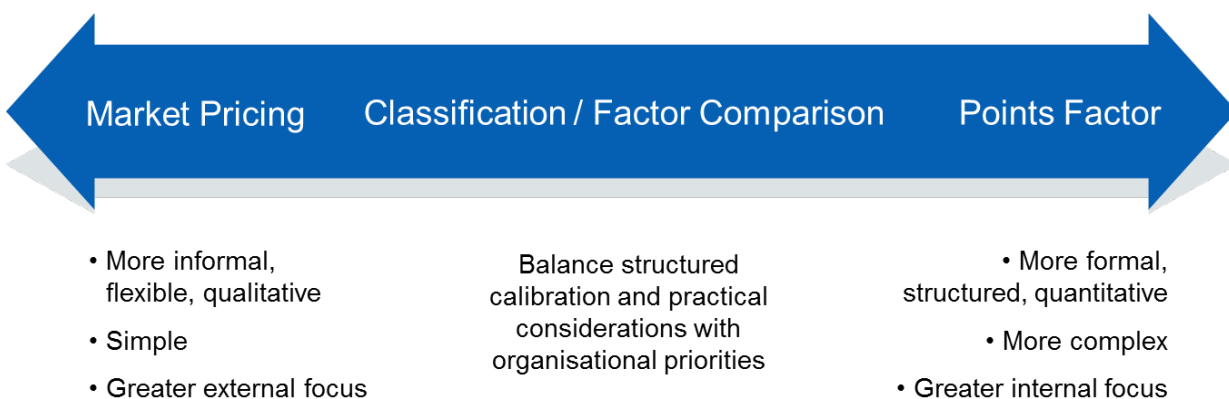 Market Pricing
Classification / Factor Comparison
Points Factor
• More informal,
flexible, qualitative
• Simple
• Greater external focus
Balance structured
calibration and practical
considerations with
organisational priorities
• More formal,
structured, quantitative
• More complex
• Greater internal focus